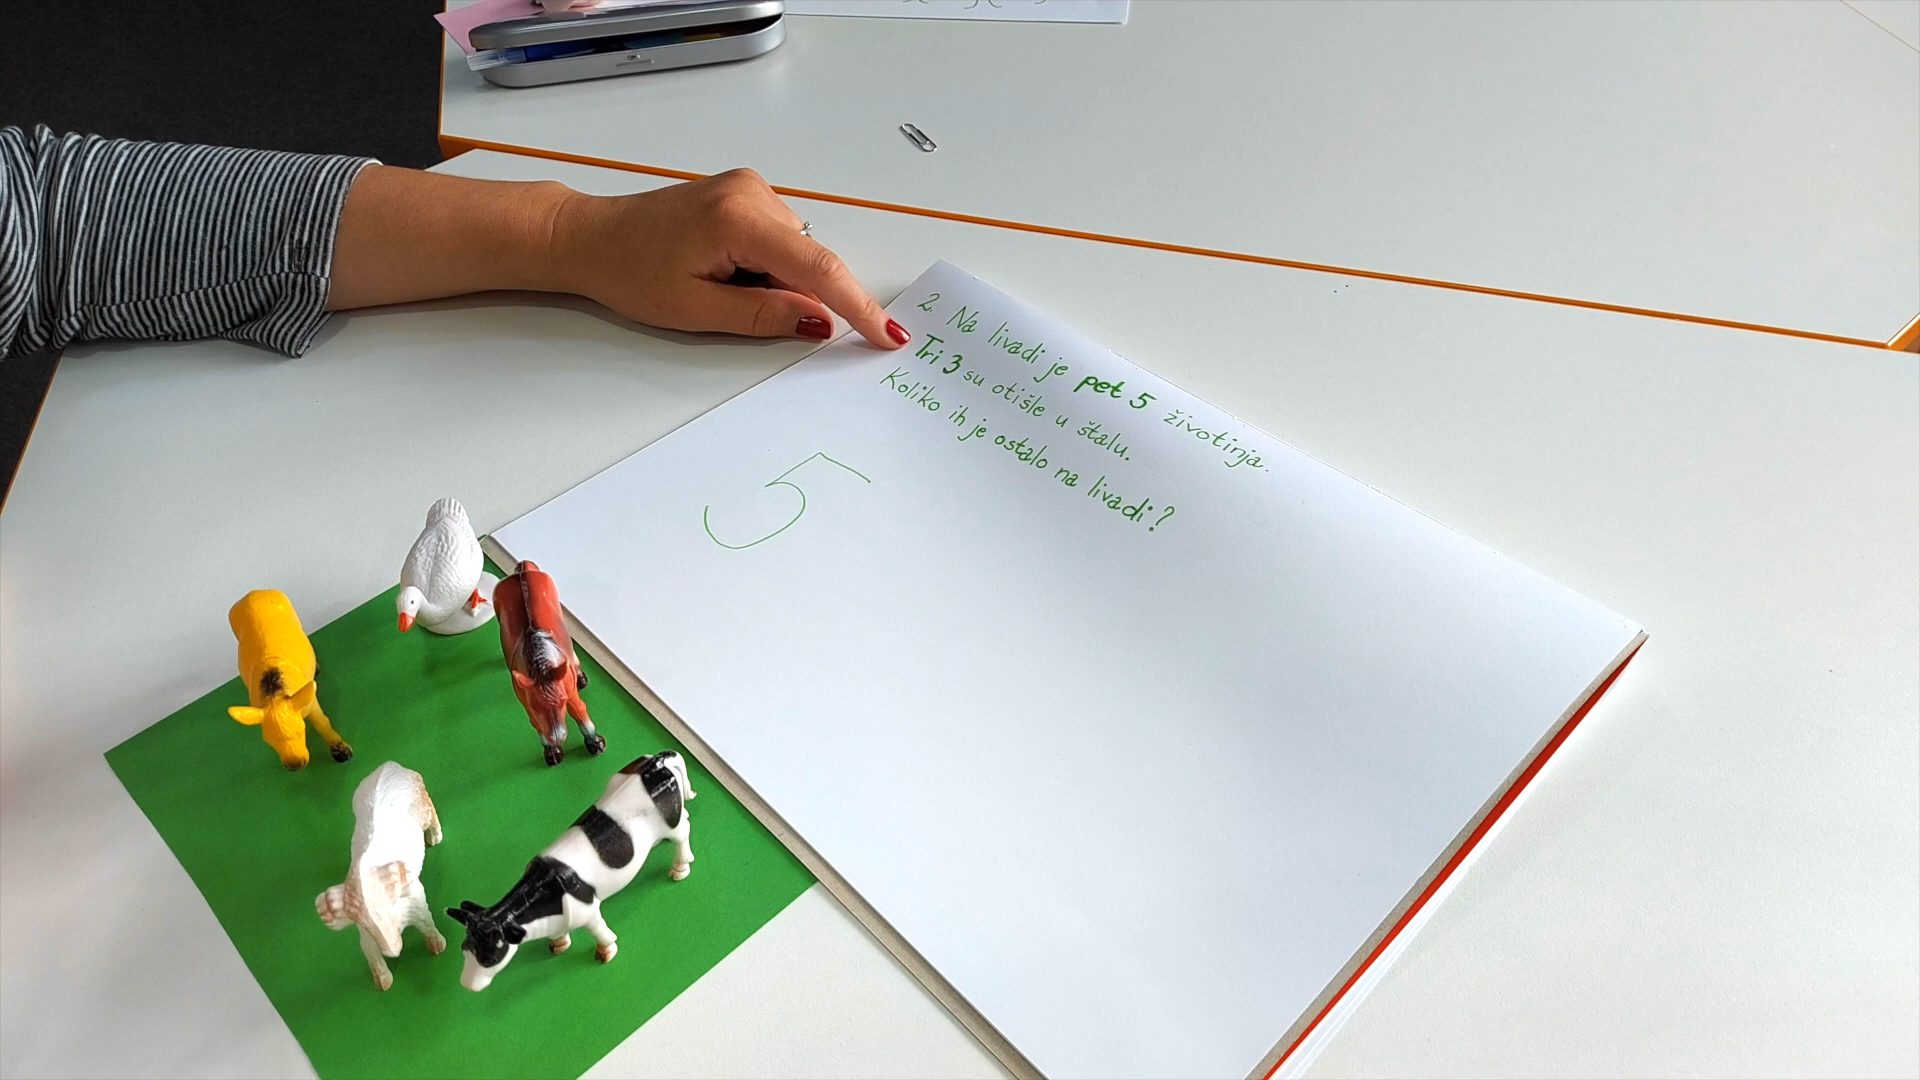 2. Na livadi je pet 5 životinja.
Tri 3 su otišle u štalu.
Koliko ih je ostalo na livadi?
5